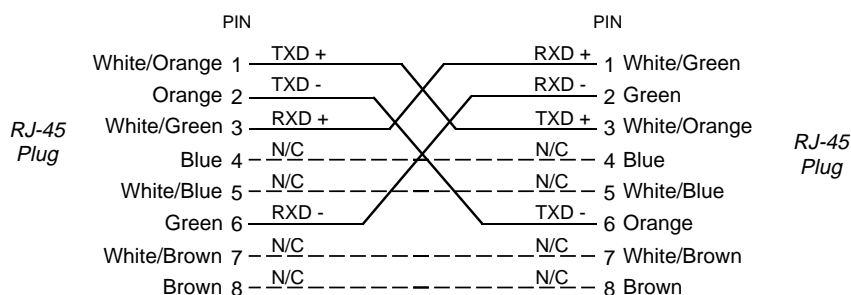 PIN PIN
White/Orange 1 TXD + RXD + 1 White/Green
Orange 2 TXD - RXD - 2 Green
White/Green 3 RXD + TXD + 3 White/Orange
Blue 4 N/C N/C 4 Blue
White/Blue 5 N/C N/C 5 White/Blue
Green 6 RXD - TXD - 6 Orange
White/Brown 7 N/C N/C 7 White/Brown
Brown 8 N/C N/C 8 Brown
RJ-45
Plug
RJ-45
Plug